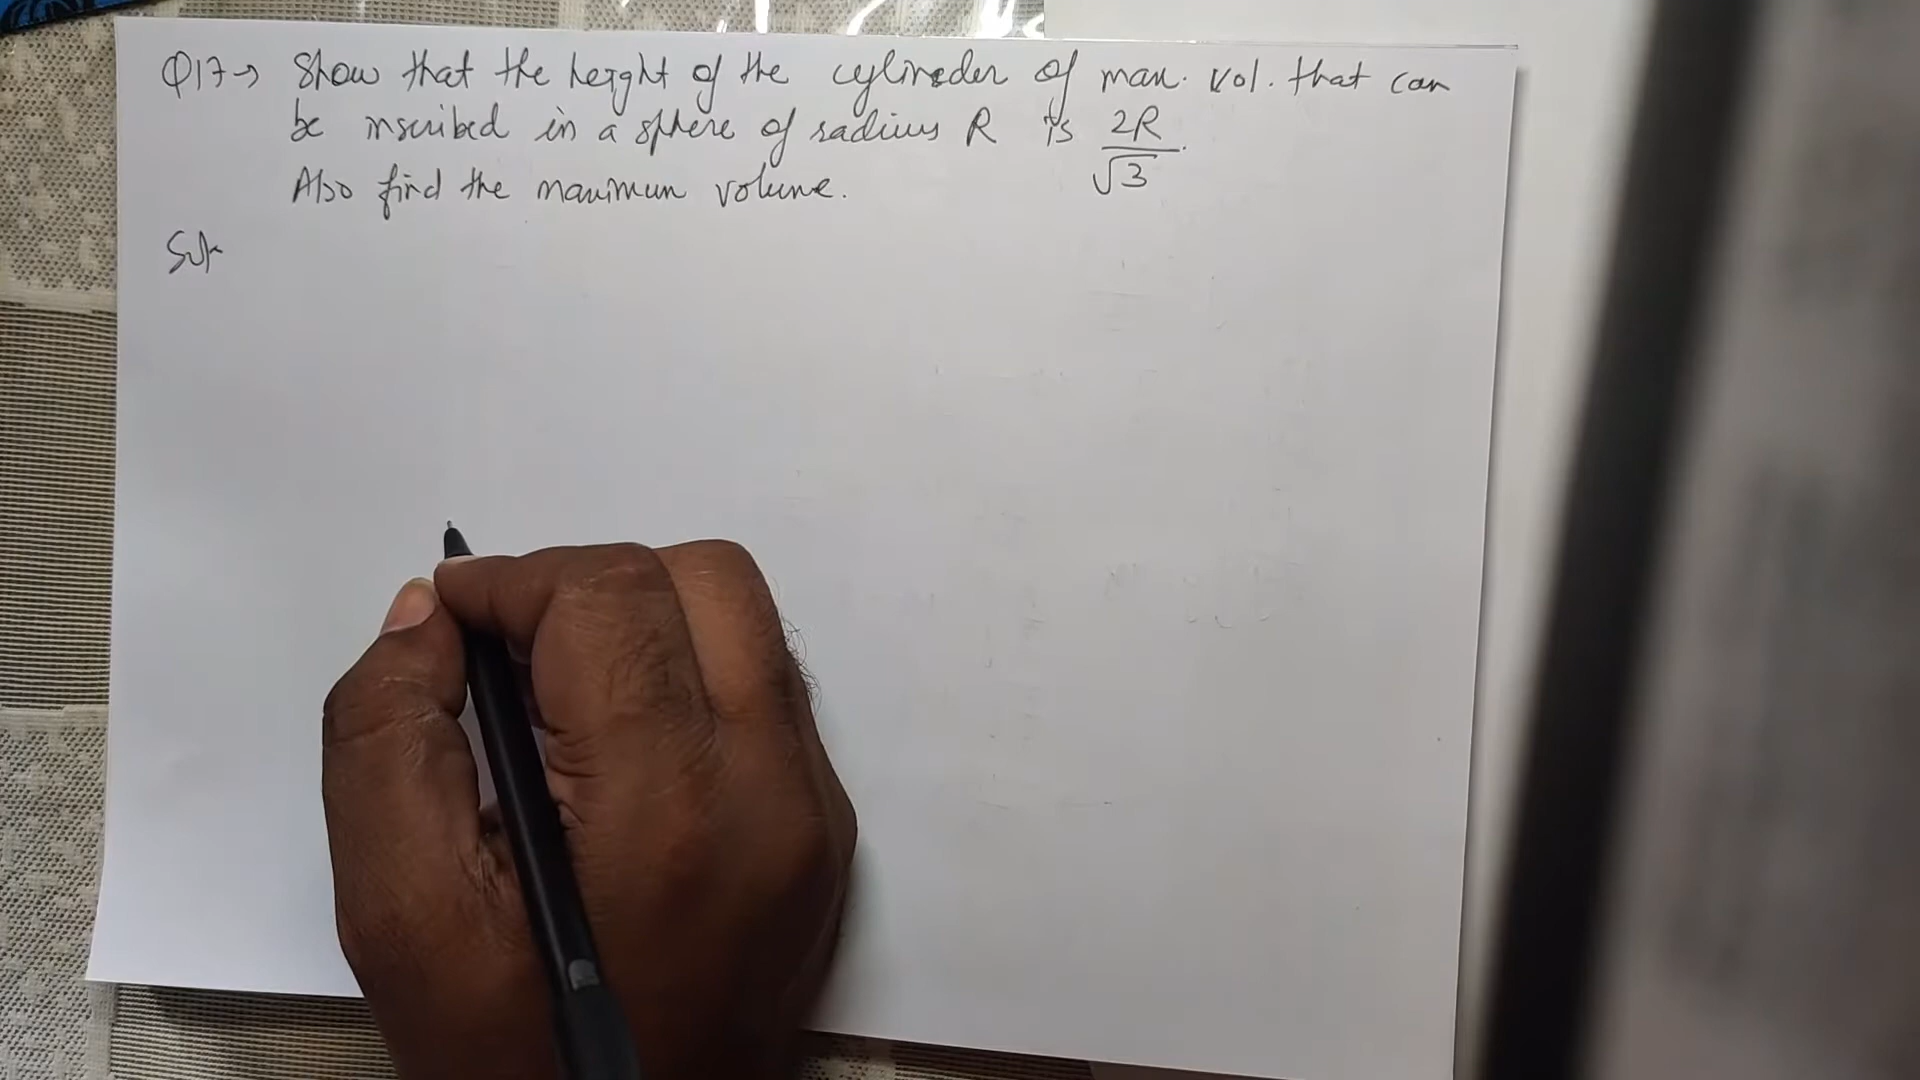 Q17→ Show that the height of the cylinder of max. vol. that can
be inscribed in a sphere of radius R is 2R/√3.
Also find the maximum volume.
Sol